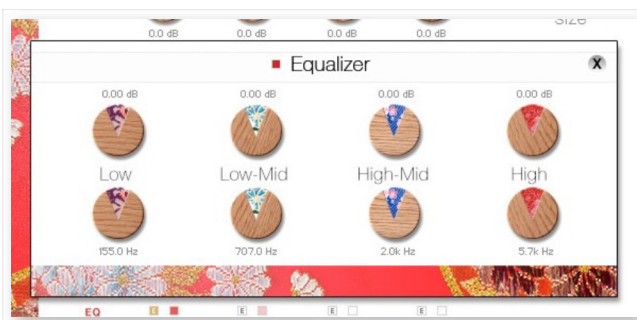 Size
0.0 dB 0.0 dB 0.0 dB 0.0 dB
Equalizer
X
0.00 dB 0.00 dB 0.00 dB 0.00 dB
Low Low-Mid High-Mid High
155.0 Hz 707.0 Hz 2.0k Hz 5.7k Hz
EQ E E E E